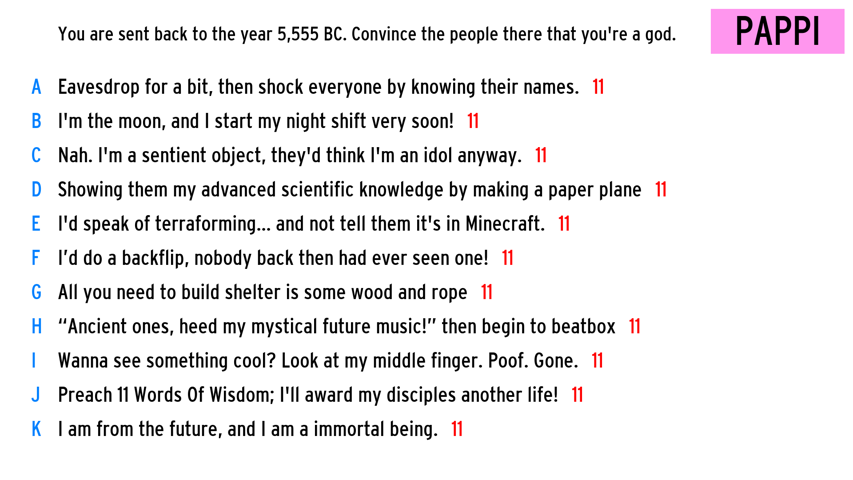 You are sent back to the year 5,555 BC. Convince the people there that you're a god.
PAPPI
A Eavesdrop for a bit, then shock everyone by knowing their names. 11
B I'm the moon, and I start my night shift very soon! 11
C Nah. I'm a sentient object, they'd think I'm an idol anyway. 11
D Showing them my advanced scientific knowledge by making a paper plane 11
E I'd speak of terraforming... and not tell them it's in Minecraft. 11
F I’d do a backflip, nobody back then had ever seen one! 11
G All you need to build shelter is some wood and rope 11
H “Ancient ones, heed my mystical future music!” then begin to beatbox 11
I Wanna see something cool? Look at my middle finger. Poof. Gone. 11
J Preach 11 Words Of Wisdom; I'll award my disciples another life! 11
K I am from the future, and I am a immortal being. 11